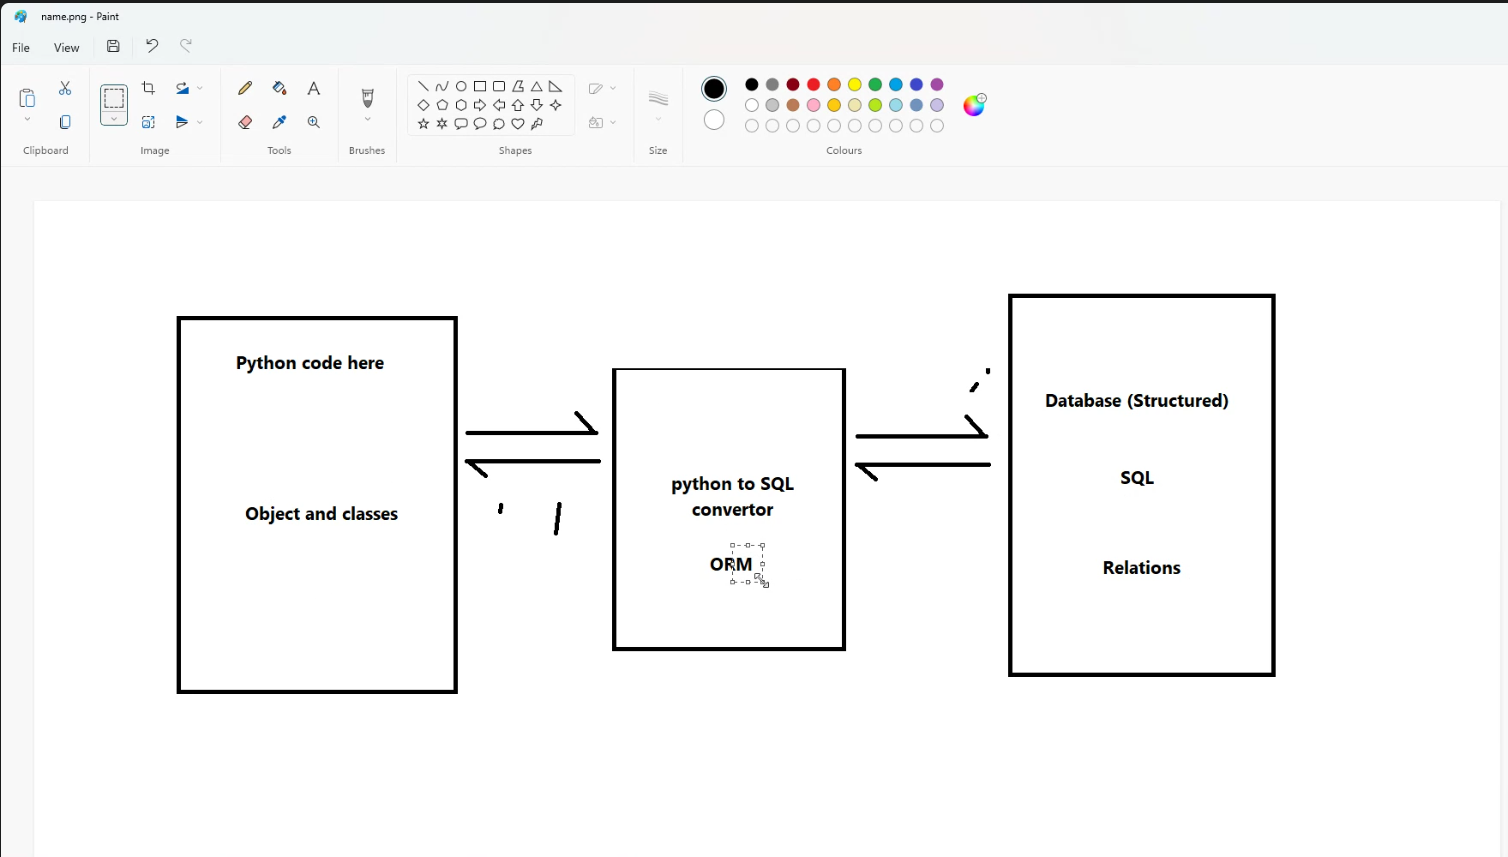 name.png - Paint
File
View
Clipboard
Image
Tools
Brushes
Shapes
Size
Colours
Python code here
Object and classes
python to SQL
convertor
ORM
Database (Structured)
SQL
Relations